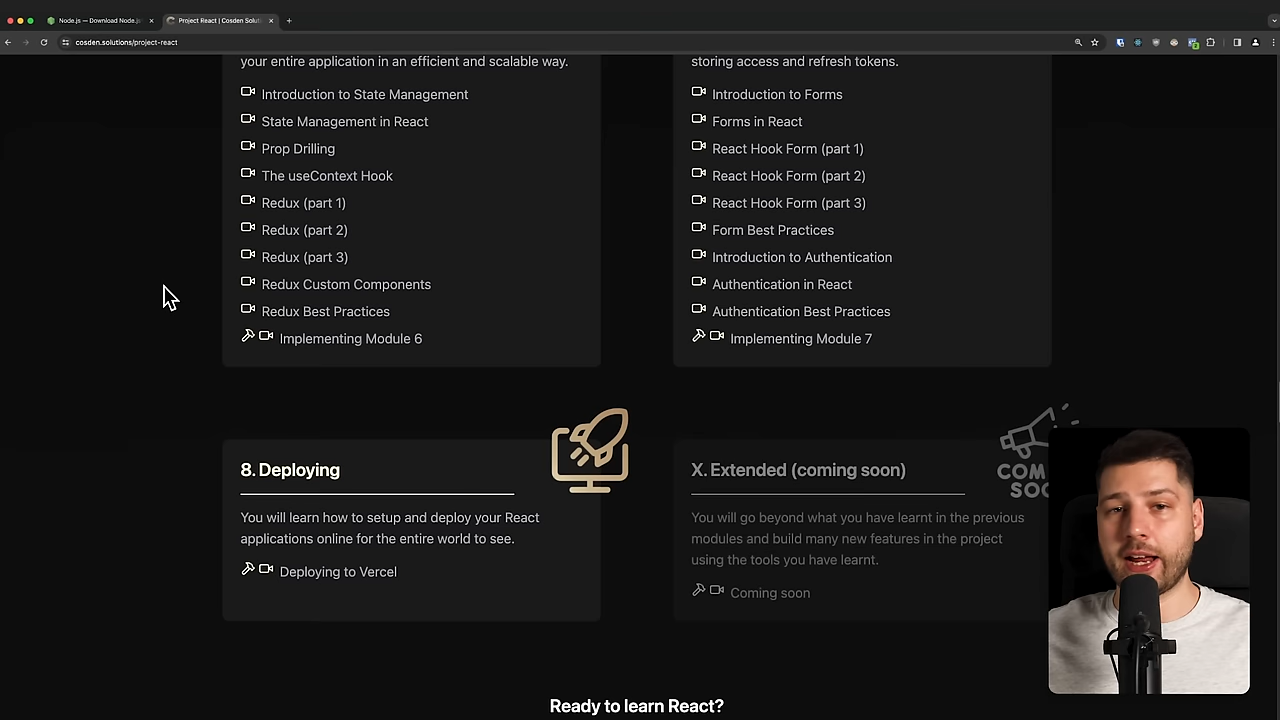 Node.js — Download Node.js
Project React | Cosden Soluti
cosden.solutions/project-react
your entire application in an efficient and scalable way.
Introduction to State Management
State Management in React
Prop Drilling
The useContext Hook
Redux (part 1)
Redux (part 2)
Redux (part 3)
Redux Custom Components
Redux Best Practices
Implementing Module 6
storing access and refresh tokens.
Introduction to Forms
Forms in React
React Hook Form (part 1)
React Hook Form (part 2)
React Hook Form (part 3)
Form Best Practices
Introduction to Authentication
Authentication in React
Authentication Best Practices
Implementing Module 7
8. Deploying
You will learn how to setup and deploy your React
applications online for the entire world to see.
Deploying to Vercel
COM
SOO
X. Extended (coming soon)
You will go beyond what you have learnt in the previous
modules and build many new features in the project
using the tools you have learnt.
Coming soon
Ready to learn React?